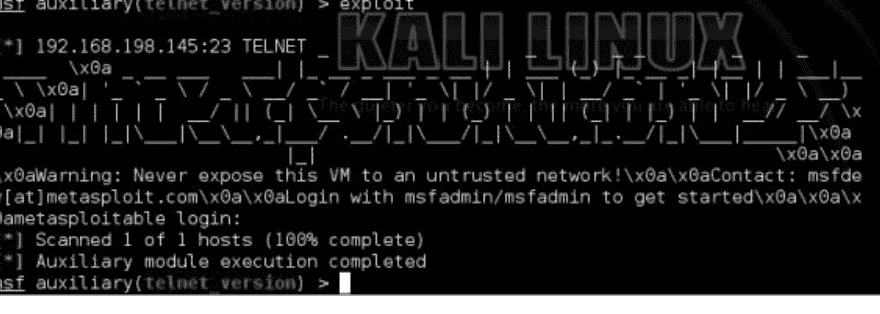 msf auxiliary(telnet_version) > exploit
KALI LINUX
[*] 192.168.198.145:23 TELNET
\x0a
\x0a
\x0a
\x
0a
\x0a
\x0a\x0a
\x0aWarning: Never expose this VM to an untrusted network!\x0a\x0aContact: msfde
v[at]metasploit.com\x0a\x0aLogin with msfadmin/msfadmin to get started\x0a\x0a\x
0ametasploitable login:
[*] Scanned 1 of 1 hosts (100% complete)
[*] Auxiliary module execution completed
msf auxiliary(telnet_version) >